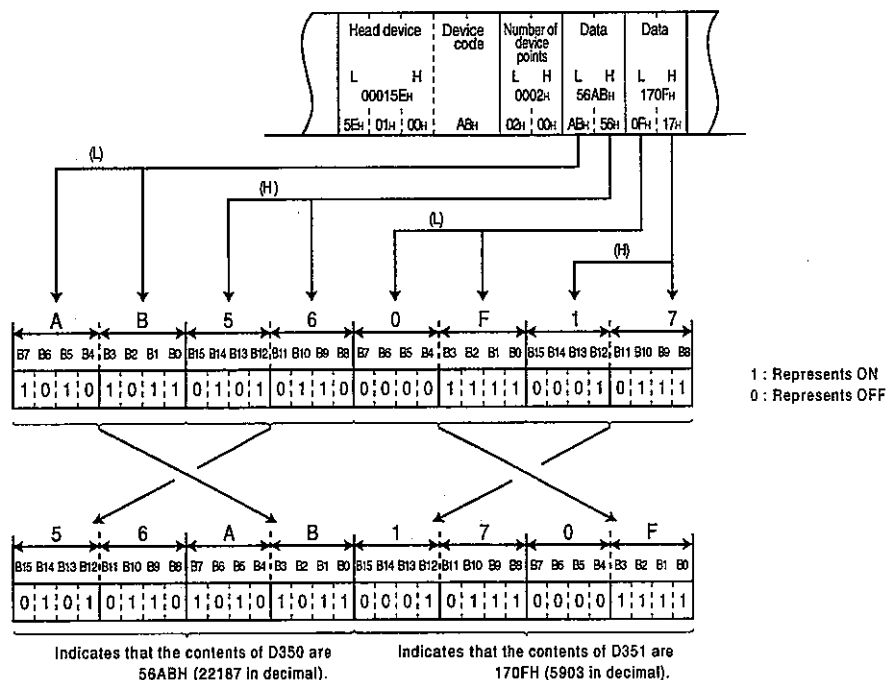 Head device Device code Number of device points Data Data
L H L H L H L H
00015EH 0002H 56ABH 170FH
5EH 01H 00H A8H 02H 00H ABH 56H 0FH 17H
(L)
(H)
(L)
(H)
A B 5 6 0 F 1 7
B7 B6 B5 B4 B3 B2 B1 B0 B15 B14 B13 B12 B11 B10 B9 B8 B7 B6 B5 B4 B3 B2 B1 B0 B15 B14 B13 B12 B11 B10 B9 B8
1 0 1 0 1 0 1 1 0 1 0 1 0 1 1 0 0 0 0 0 1 1 1 1 0 0 0 1 0 1 1 1
1 : Represents ON
0 : Represents OFF
5 6 A B 1 7 0 F
B15 B14 B13 B12 B11 B10 B9 B8 B7 B6 B5 B4 B3 B2 B1 B0 B15 B14 B13 B12 B11 B10 B9 B8 B7 B6 B5 B4 B3 B2 B1 B0
0 1 0 1 0 1 1 0 1 0 1 0 1 0 1 1 0 0 0 1 0 1 1 1 0 0 0 0 1 1 1 1
Indicates that the contents of D350 are
56ABH (22187 in decimal).
Indicates that the contents of D351 are
170FH (5903 in decimal).